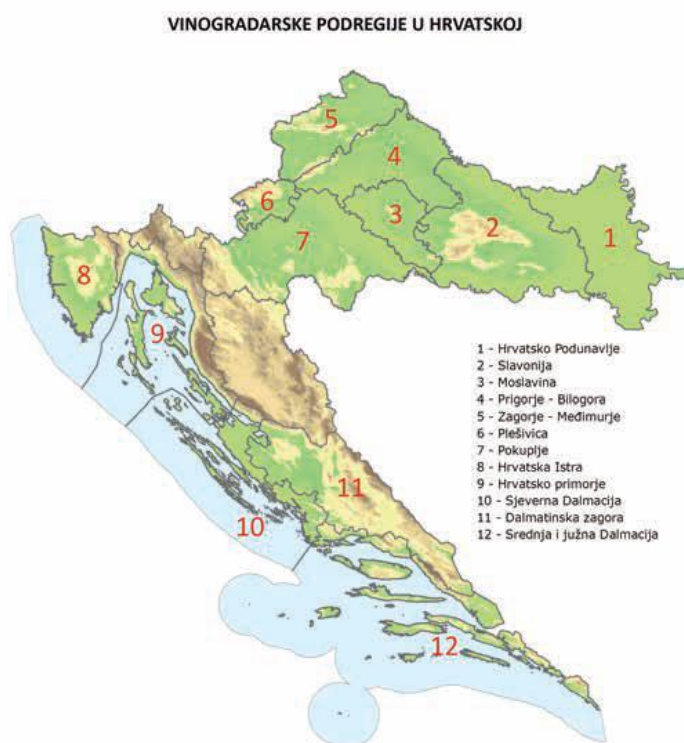 VINOGRADARSKE PODREGIJE U HRVATSKOJ
5
4
6
3
2
1
7
8
9
1 - Hrvatsko Podunavlje
2 - Slavonija
3 - Moslavina
4 - Prigorje - Bilogora
5 - Zagorje - Međimurje
6 - Plešivica
7 - Pokuplje
8 - Hrvatska Istra
9 - Hrvatsko primorje
10 - Sjeverna Dalmacija
11 - Dalmatinska zagora
12 - Srednja i južna Dalmacija
11
10
12